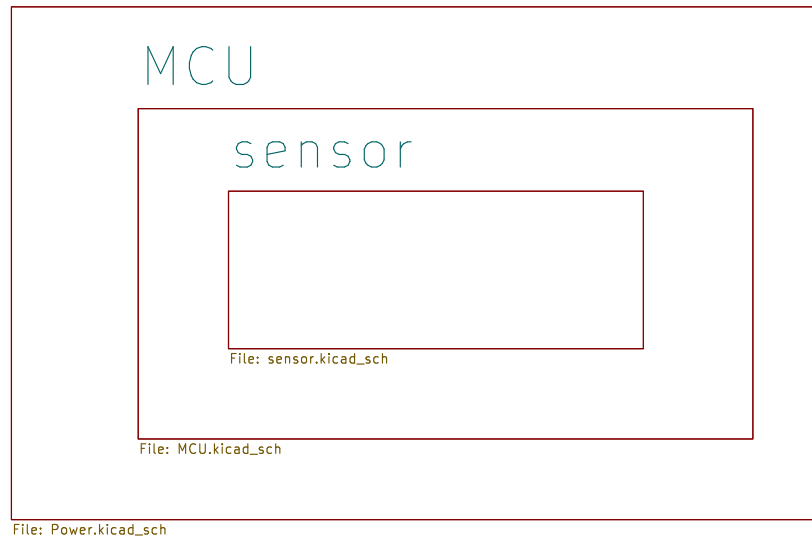 MCU
sensor
File: sensor.kicad_sch
File: MCU.kicad_sch
File: Power.kicad_sch